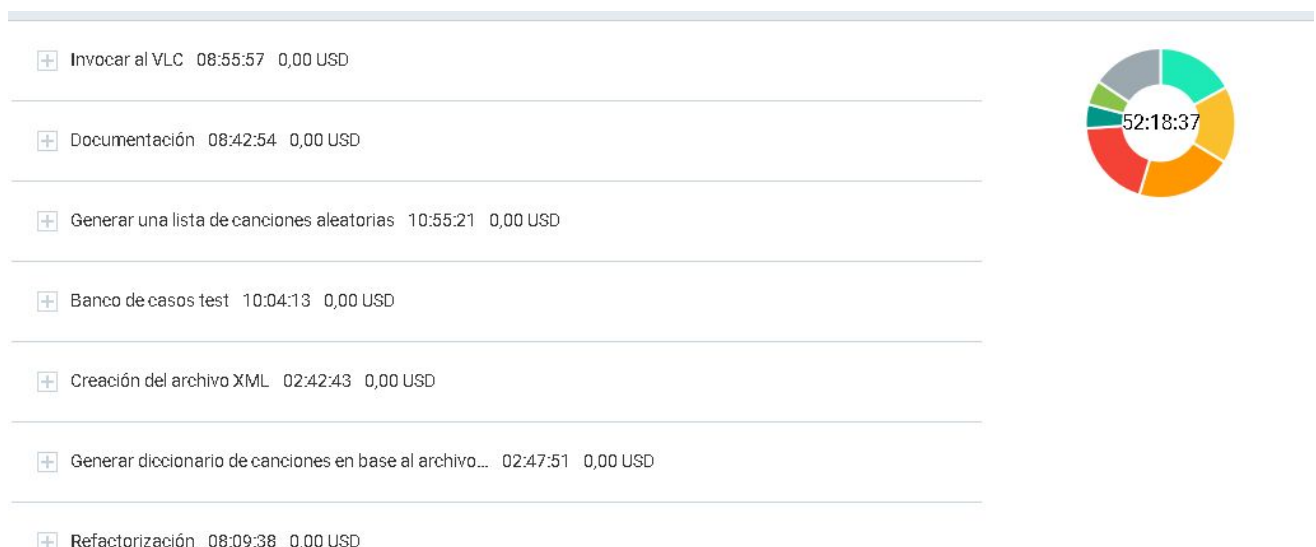 Invocar al VLC 08:55:57 0,00 USD
52:18:37
Documentación 08:42:54 0,00 USD
Generar una lista de canciones aleatorias 10:55:21 0,00 USD
Banco de casos test 10:04:13 0,00 USD
Creación del archivo XML 02:42:43 0,00 USD
Generar diccionario de canciones en base al archivo... 02:47:51 0,00 USD
Refactorización 08:09:38 0,00 USD